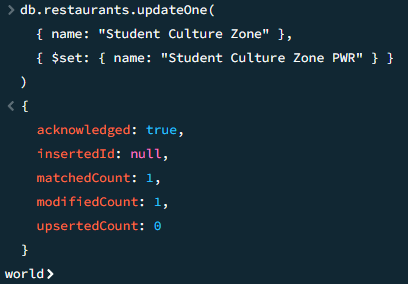 > db.restaurants.updateOne(
{ name: "Student Culture Zone" },
{ $set: { name: "Student Culture Zone PWR" } }
)
< {
acknowledged: true,
insertedId: null,
matchedCount: 1,
modifiedCount: 1,
upsertedCount: 0
}
world>